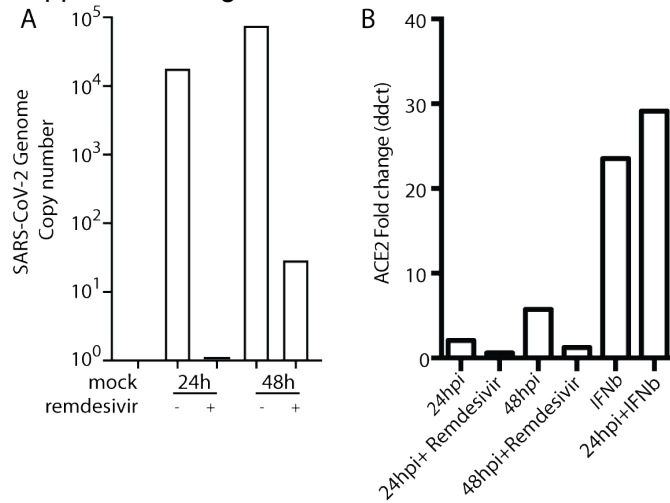 A
SARS-CoV-2 Genome
Copy number
10^5
10^4
10^3
10^2
10^1
10^0
mock 24h 48h
remdesivir - + - +
B
ACE2 Fold change (ddct)
40
30
20
10
0
24hpi
24hpi+ Remdesivir
48hpi
48hpi+Remdesivir
IFNb
24hpi+IFNb